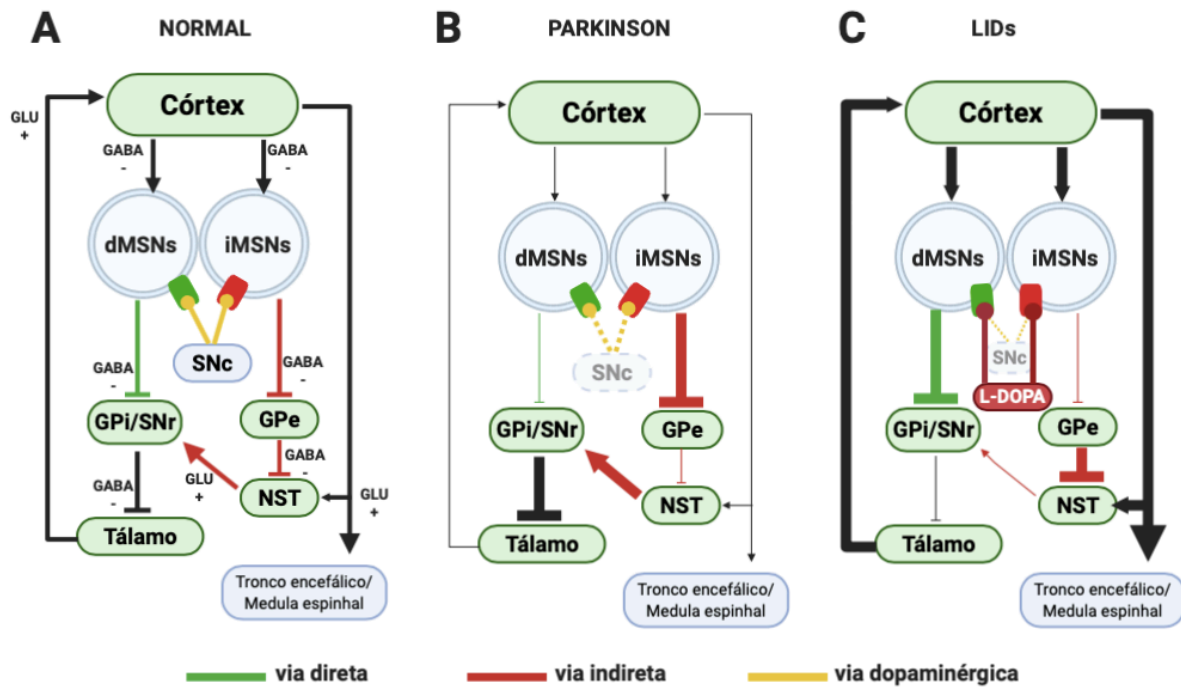 A
NORMAL
Córtex
GLU
+
GABA
-
GABA
-
dMSNs
iMSNs
SNc
GABA
-
GABA
-
GPi/SNr
GPe
GABA
-
GLU
+
GABA
-
NST
GLU
+
Tálamo
Tronco encefálico/
Medula espinhal
B
PARKINSON
Córtex
dMSNs
iMSNs
SNc
GPi/SNr
GPe
NST
Tálamo
Tronco encefálico/
Medula espinhal
C
LIDs
Córtex
dMSNs
iMSNs
SNc
L-DOPA
GPi/SNr
GPe
NST
Tálamo
Tronco encefálico/
Medula espinhal
via direta
via indireta
via dopaminérgica